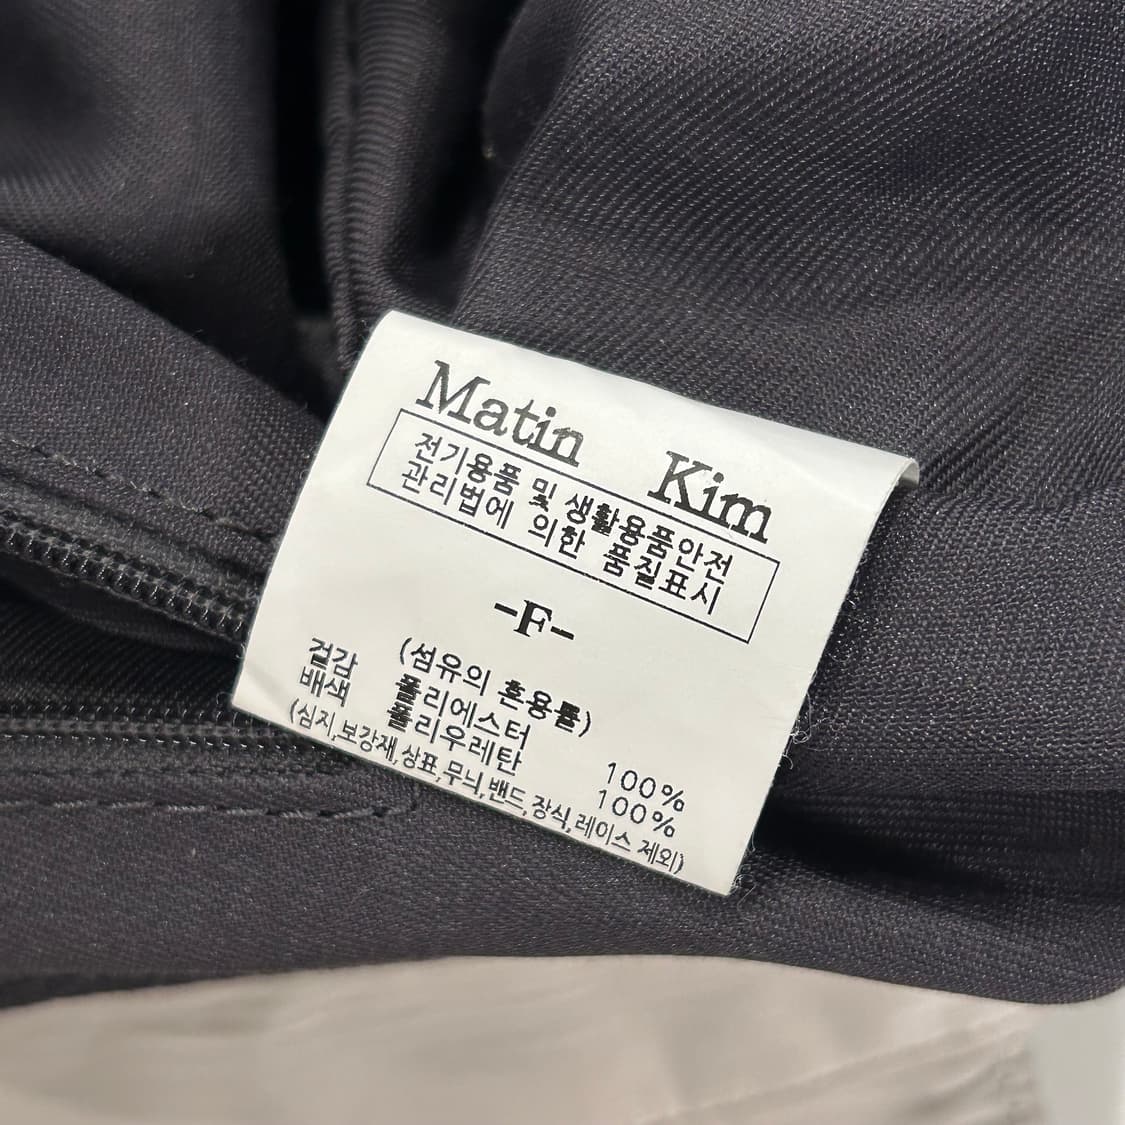 Matin Kim
전기용품 및 생활용품안전
관리법에 의한 품질표시
-F-
(섬유의 혼용률)
겉감 폴리에스터 100%
배색 폴리우레탄 100%
(심지,보강재,상표,무늬,밴드,장식,레이스 제외)